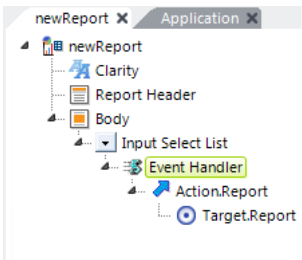 newReport Application
newReport
Clarity
Report Header
Body
Input Select List
Event Handler
Action.Report
Target.Report